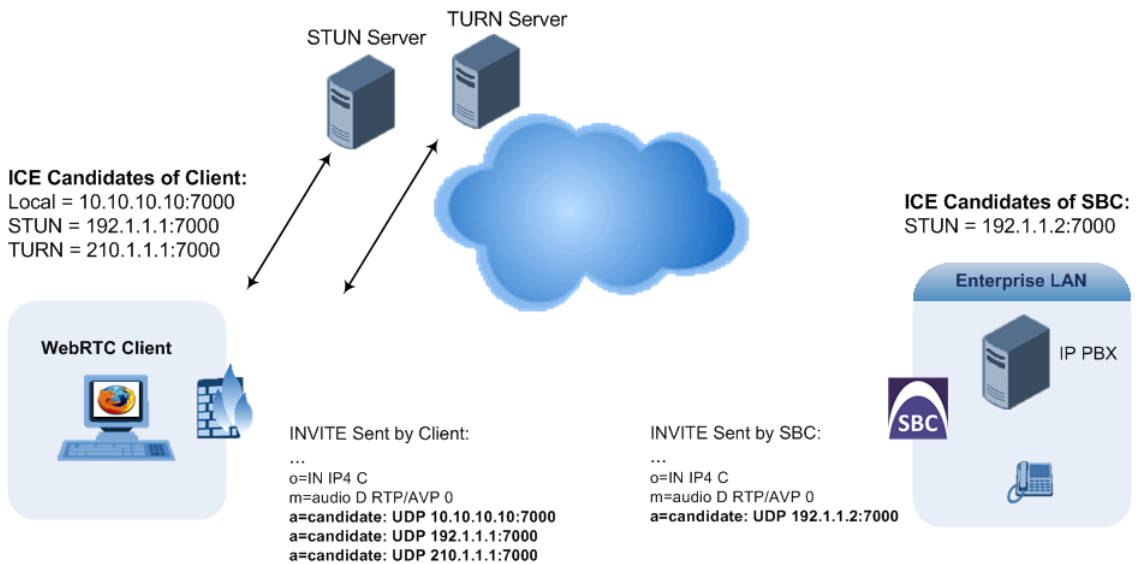 TURN Server
STUN Server
ICE Candidates of Client:
Local = 10.10.10.10:7000
STUN = 192.1.1.1:7000
TURN = 210.1.1.1:7000
ICE Candidates of SBC:
STUN = 192.1.1.2:7000
Enterprise LAN
WebRTC Client
IP PBX
SBC
INVITE Sent by Client:
...
o=IN IP4 C
m=audio D RTP/AVP 0
a=candidate: UDP 10.10.10.10:7000
a=candidate: UDP 192.1.1.1:7000
a=candidate: UDP 210.1.1.1:7000
INVITE Sent by SBC:
...
o=IN IP4 C
m=audio D RTP/AVP 0
a=candidate: UDP 192.1.1.2:7000